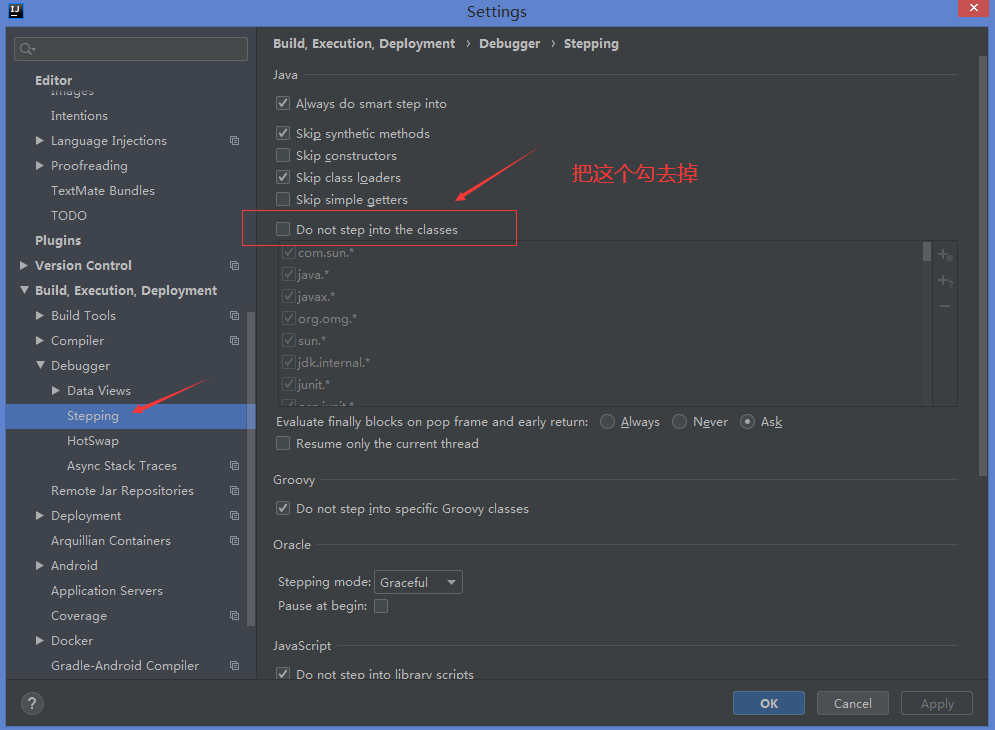 IJ
Settings
Build, Execution, Deployment › Debugger › Stepping
Editor
Images
Intentions
Language Injections
Proofreading
TextMate Bundles
TODO
Plugins
Version Control
Build, Execution, Deployment
Build Tools
Compiler
Debugger
Data Views
Stepping
HotSwap
Async Stack Traces
Remote Jar Repositories
Deployment
Arquillian Containers
Android
Application Servers
Coverage
Docker
Gradle-Android Compiler
Java
Always do smart step into
Skip synthetic methods
Skip constructors
Skip class loaders
Skip simple getters
把这个勾去掉
Do not step into the classes
com.sun.*
java.*
javax.*
org.omg.*
sun.*
jdk.internal.*
junit.*
org.junit.*
Evaluate finally blocks on pop frame and early return: Always Never Ask
Resume only the current thread
Groovy
Do not step into specific Groovy classes
Oracle
Stepping mode: Graceful
Pause at begin:
JavaScript
Do not step into library scripts
? OK Cancel Apply